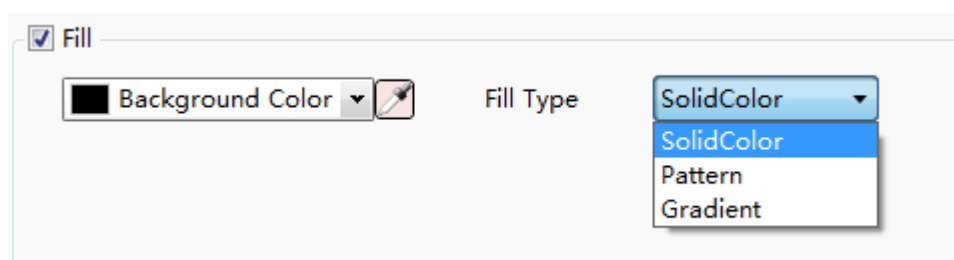 Fill
Background Color Fill Type SolidColor
SolidColor
Pattern
Gradient